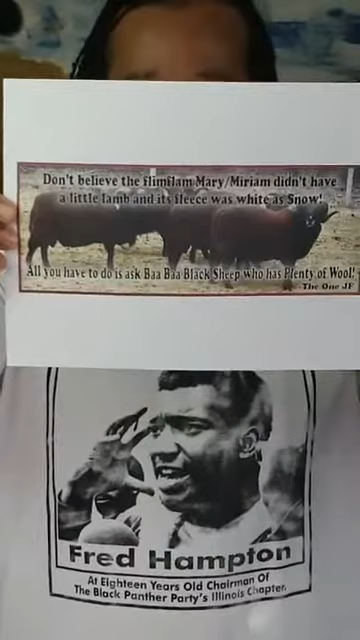 Don't believe the flimflam Mary/Miriam didn't have
a little lamb and its fleece was white as Snow!
All you have to do is ask Baa Baa Black Sheep who has Plenty of Wool!
The One JF
Fred Hampton
At Eighteen Years Old Chairman Of
The Black Panther Party's Illinois Chapter.